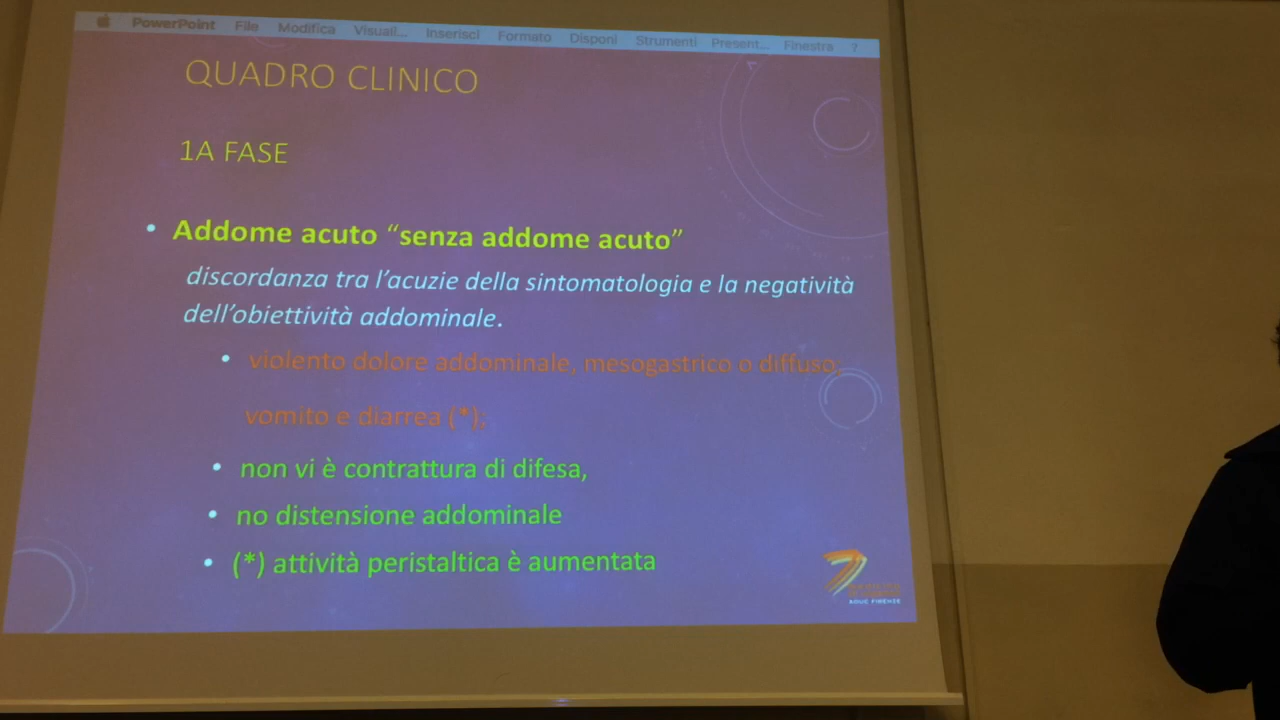 PowerPoint File Modifica Visuali... Inserisci Formato Disponi Strumenti Present... Finestra ?
QUADRO CLINICO
1A FASE
• Addome acuto “senza addome acuto”
discordanza tra l’acuzie della sintomatologia e la negatività
dell’obiettività addominale.
• violento dolore addominale, mesogastrico o diffuso;
vomito e diarrea (*);
• non vi è contrattura di difesa,
• no distensione addominale
• (*) attività peristaltica è aumentata
FIRENZE